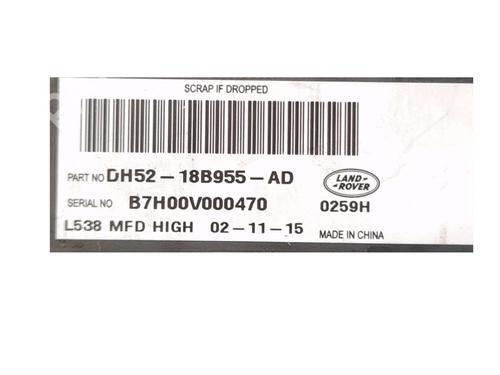 SCRAP IF DROPPED
PART NO DH52-18B955-AD
LAND-
ROVER
SERIAL NO B7H00V000470 0259H
L538 MFD HIGH 02-11-15 MADE IN CHINA